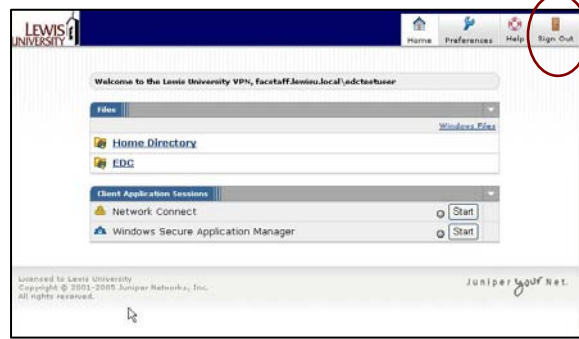 LEWIS
UNIVERSITY
Home Preferences Help Sign Out
Welcome to the Lewis University VPN, facstaff.lewisu.local\edctestuser
Files
Windows Files
Home Directory
EDC
Client Application Sessions
Network Connect Start
Windows Secure Application Manager Start
Licensed to Lewis University
Copyright © 2001-2005 Juniper Networks, Inc.
All rights reserved.
Juniper your Net.